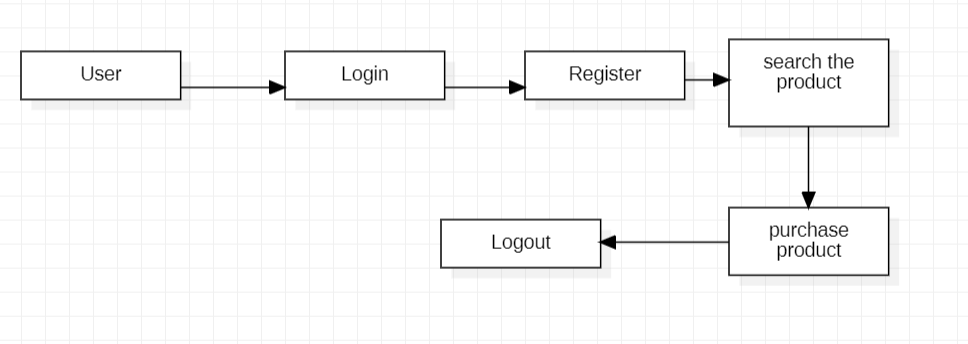 User
Login
Register
search the
product
purchase
product
Logout